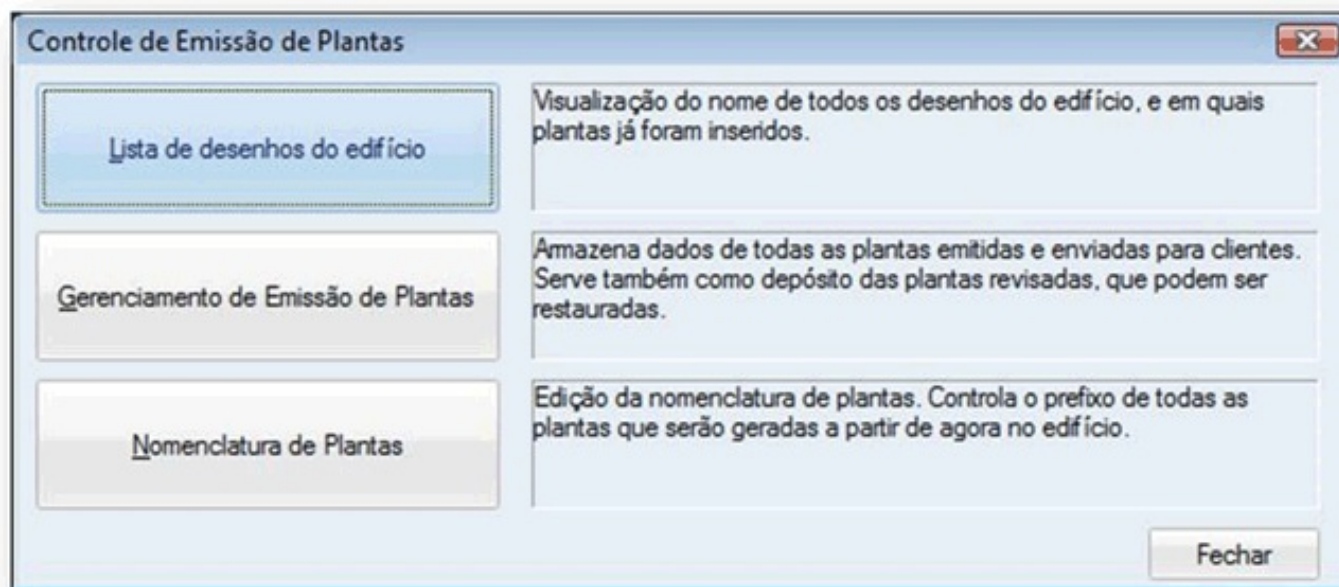 Controle de Emissão de Plantas
Lista de desenhos do edifício
Visualização do nome de todos os desenhos do edifício, e em quais
plantas já foram inseridos.
Gerenciamento de Emissão de Plantas
Armazena dados de todas as plantas emitidas e enviadas para clientes.
Serve também como depósito das plantas revisadas, que podem ser
restauradas.
Nomenclatura de Plantas
Edição da nomenclatura de plantas. Controla o prefixo de todas as
plantas que serão geradas a partir de agora no edifício.
Fechar